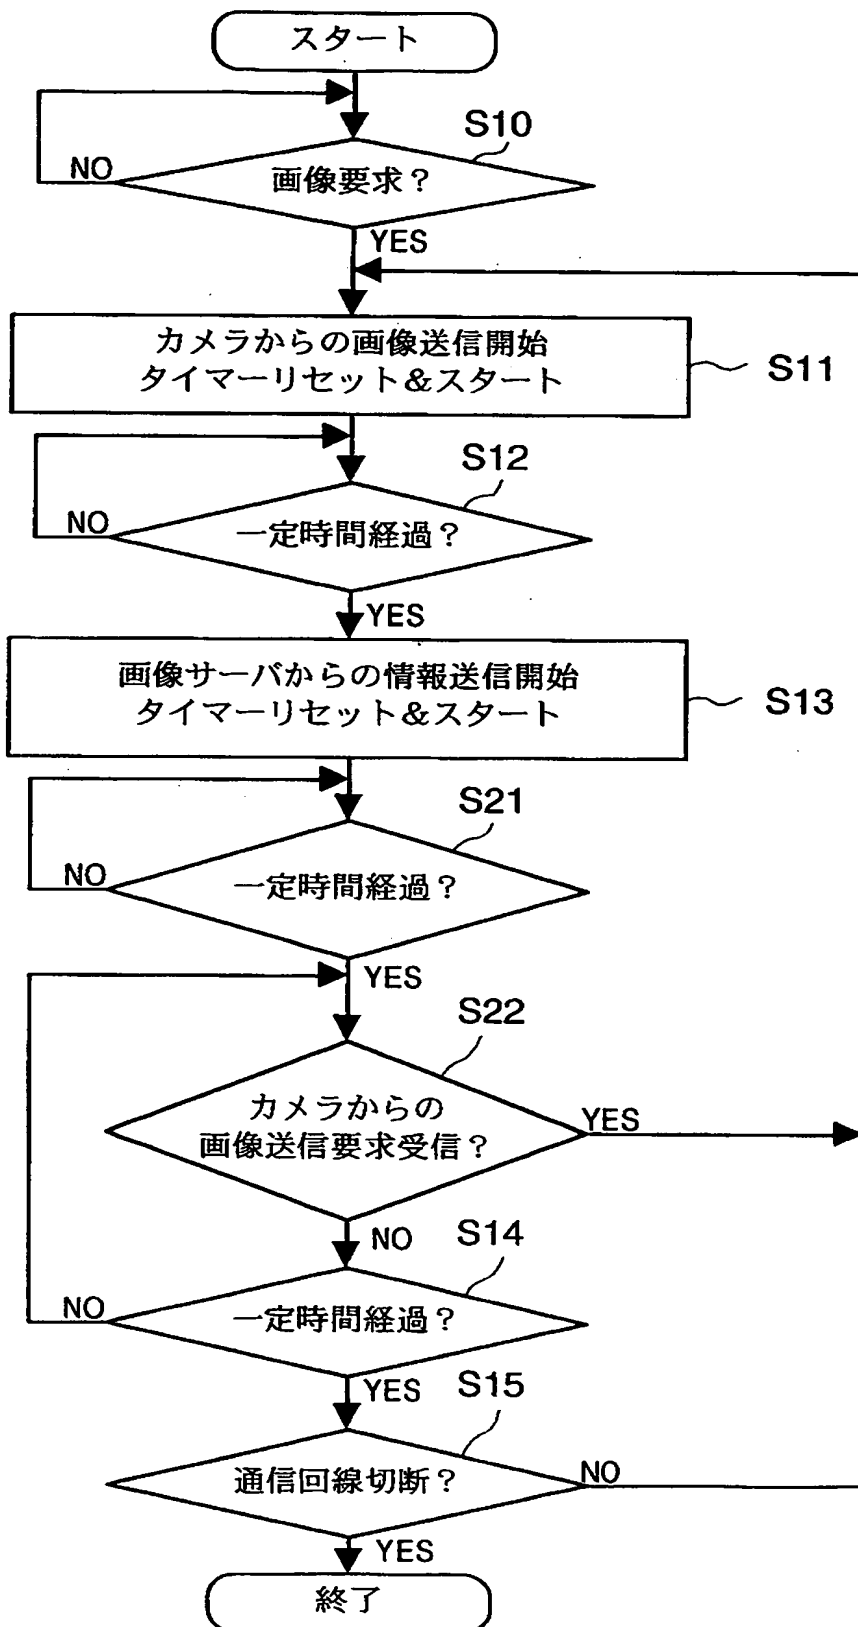 スタート
S10
画像要求？
NO
YES
カメラからの画像送信開始
タイマーリセット＆スタート
S11
S12
一定時間経過？
NO
YES
画像サーバからの情報送信開始
タイマーリセット＆スタート
S13
S21
一定時間経過？
NO
YES
S22
カメラからの
画像送信要求受信？
YES
NO
S14
一定時間経過？
NO
YES
S15
通信回線切断？
NO
YES
終了